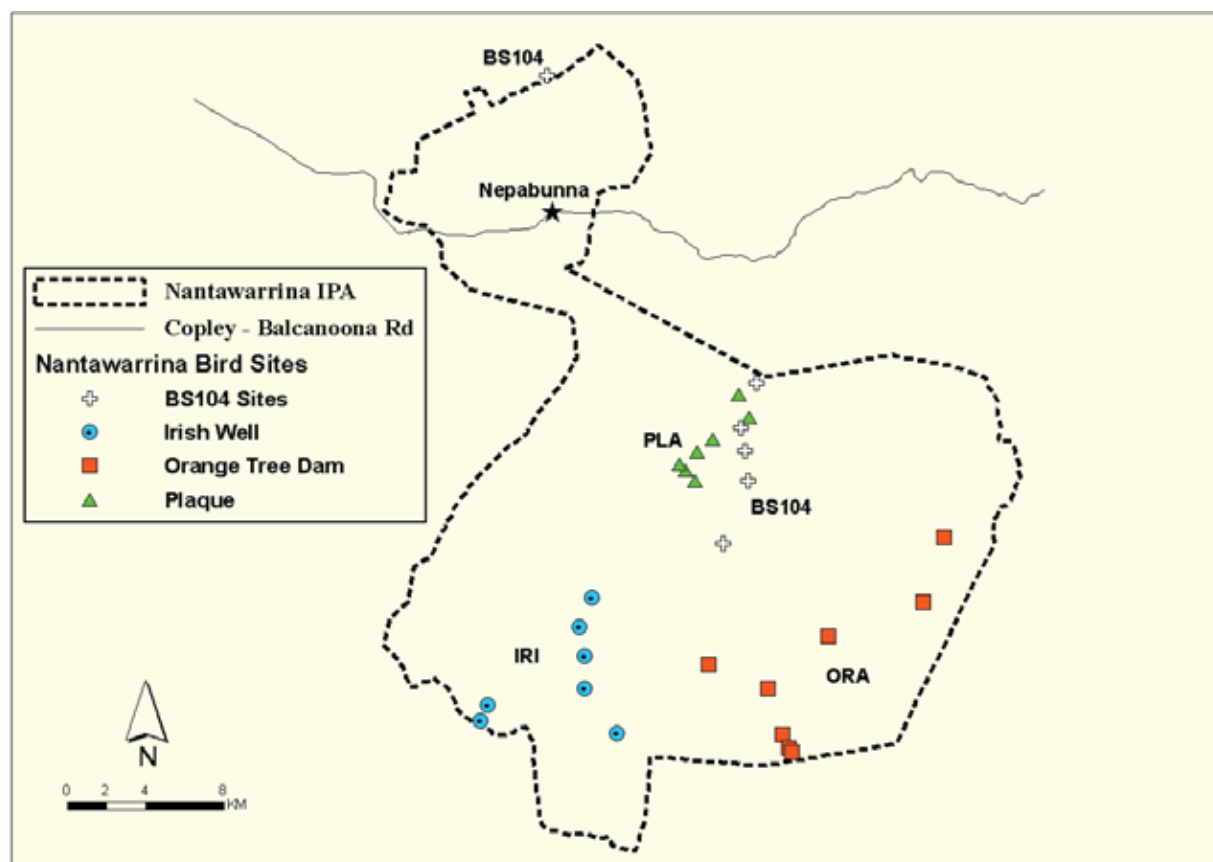 BS104
Nepabunna
Nantawarrina IPA
Copley - Balcanoona Rd
Nantawarrina Bird Sites
BS104 Sites
Irish Well
Orange Tree Dam
Plaque
PLA
BS104
IRI
ORA
N
0 2 4 8
KM